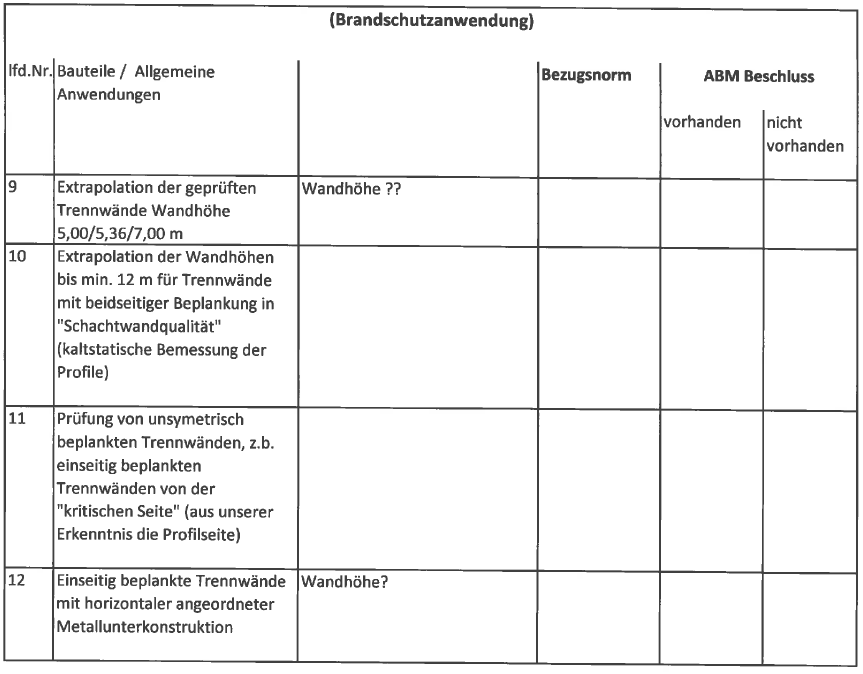 (Brandschutzanwendung)
lfd.Nr. Bauteile / Allgemeine Bezugsnorm ABM Beschluss
Anwendungen
vorhanden nicht
vorhanden
9 Extrapolation der geprüften Wandhöhe ??
Trennwände Wandhöhe
5,00/5,36/7,00 m
10 Extrapolation der Wandhöhen
bis min. 12 m für Trennwände
mit beidseitiger Beplankung in
"Schachtwandqualität"
(kaltstatische Bemessung der
Profile)
11 Prüfung von unsymetrisch
beplankten Trennwänden, z.b.
einseitig beplankten
Trennwänden von der
"kritischen Seite" (aus unserer
Erkenntnis die Profilseite)
12 Einseitig beplankte Trennwände Wandhöhe?
mit horizontaler angeordneter
Metallunterkonstruktion